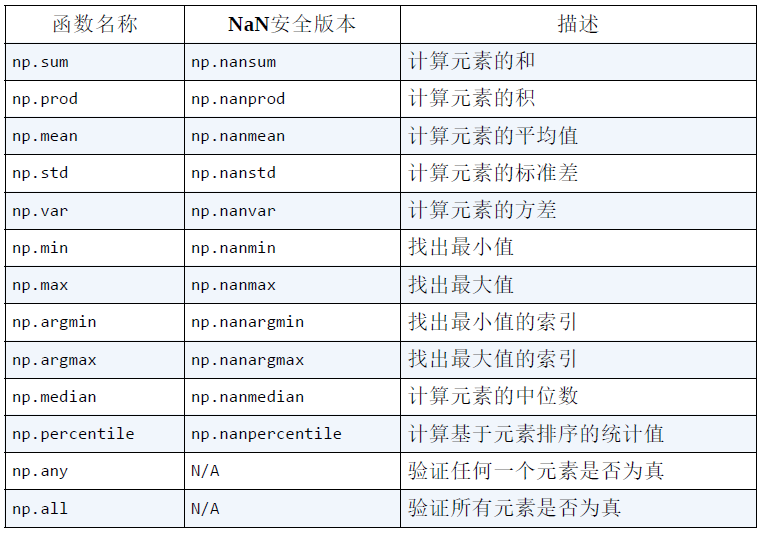 函数名称 NaN安全版本 描述
np.sum np.nansum 计算元素的和
np.prod np.nanprod 计算元素的积
np.mean np.nanmean 计算元素的平均值
np.std np.nanstd 计算元素的标准差
np.var np.nanvar 计算元素的方差
np.min np.nanmin 找出最小值
np.max np.nanmax 找出最大值
np.argmin np.nanargmin 找出最小值的索引
np.argmax np.nanargmax 找出最大值的索引
np.median np.nanmedian 计算元素的中位数
np.percentile np.nanpercentile 计算基于元素排序的统计值
np.any N/A 验证任何一个元素是否为真
np.all N/A 验证所有元素是否为真